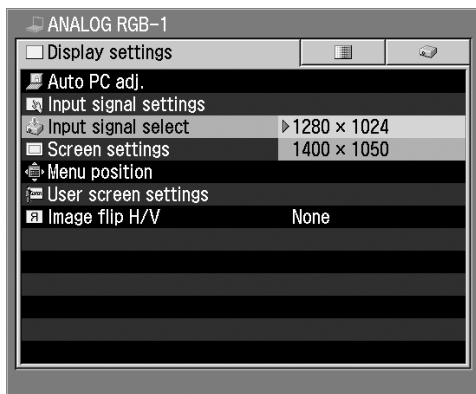 ANALOG RGB-1
Display settings
Auto PC adj.
Input signal settings
Input signal select ▶1280 × 1024
Screen settings 1400 × 1050
Menu position
User screen settings
Image flip H/V None